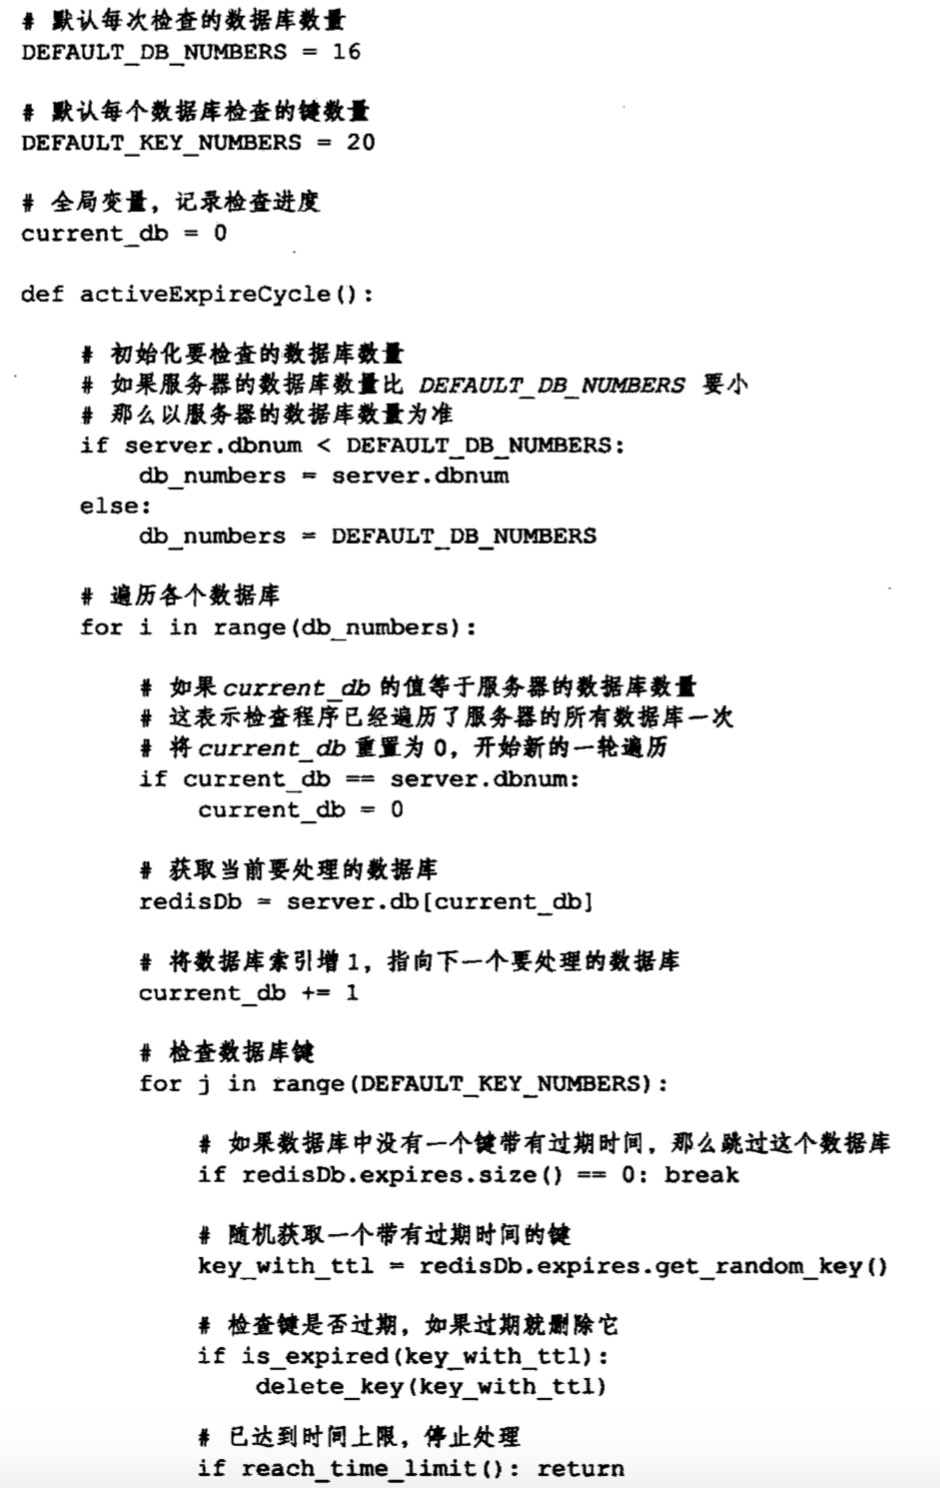 # 默认每次检查的数据库数量
DEFAULT_DB_NUMBERS = 16
# 默认每个数据库检查的键数量
DEFAULT_KEY_NUMBERS = 20
# 全局变量，记录检查进度
current_db = 0
def activeExpireCycle():
# 初始化要检查的数据库数量
# 如果服务器的数据库数量比 DEFAULT_DB_NUMBERS 要小
# 那么以服务器的数据库数量为准
if server.dbnum < DEFAULT_DB_NUMBERS:
db_numbers = server.dbnum
else:
db_numbers = DEFAULT_DB_NUMBERS
# 遍历各个数据库
for i in range(db_numbers):
# 如果 current_db 的值等于服务器的数据库数量
# 这表示检查程序已经遍历了服务器的所有数据库一次
# 将 current_db 重置为 0，开始新的一轮遍历
if current_db == server.dbnum:
current_db = 0
# 获取当前要处理的数据库
redisDb = server.db[current_db]
# 将数据库索引增 1，指向下一个要处理的数据库
current_db += 1
# 检查数据库键
for j in range(DEFAULT_KEY_NUMBERS):
# 如果数据库中没有一个键带有过期时间，那么跳过这个数据库
if redisDb.expires.size() == 0: break
# 随机获取一个带有过期时间的键
key_with_ttl = redisDb.expires.get_random_key()
# 检查键是否过期，如果过期就删除它
if is_expired(key_with_ttl):
delete_key(key_with_ttl)
# 已达到时间上限，停止处理
if reach_time_limit(): return